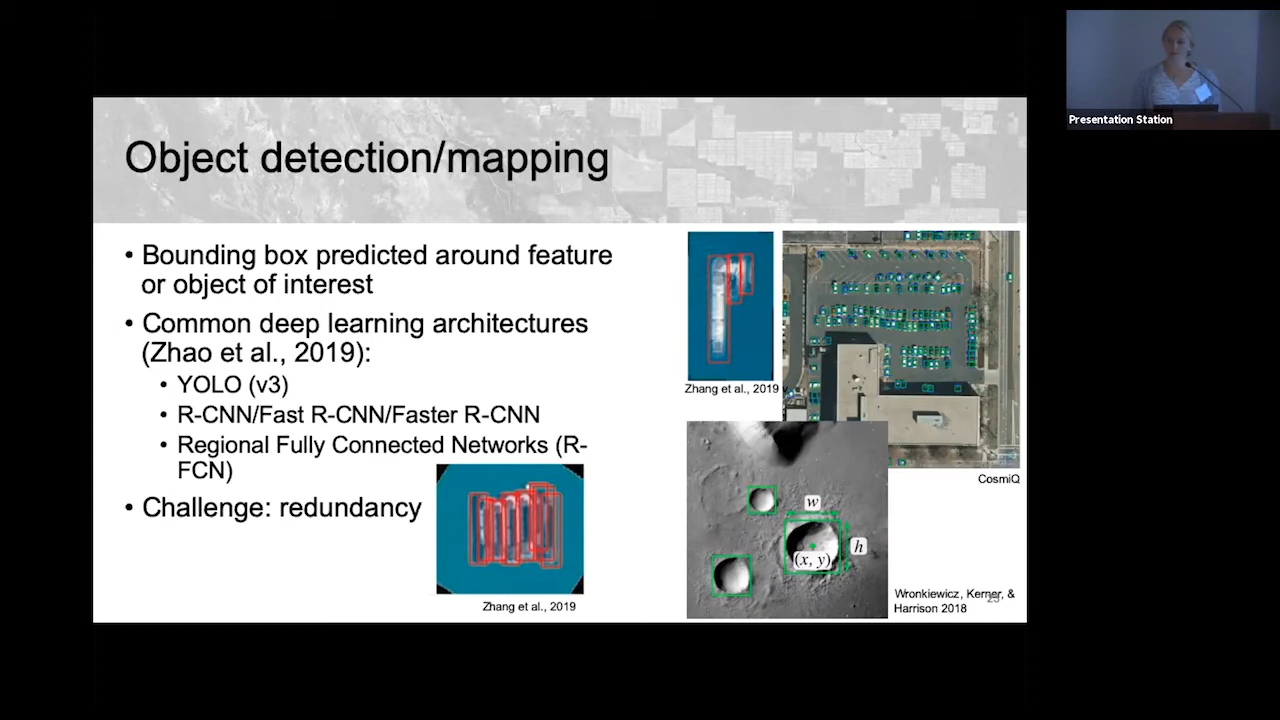 Presentation Station
Object detection/mapping
• Bounding box predicted around feature
or object of interest
• Common deep learning architectures
(Zhao et al., 2019):
• YOLO (v3)
• R-CNN/Fast R-CNN/Faster R-CNN
• Regional Fully Connected Networks (R-
FCN)
• Challenge: redundancy
Zhang et al., 2019
Zhang et al., 2019
CosmiQ
w
h
(x, y)
Wronkiewicz, Kerner, &
Harrison 2018